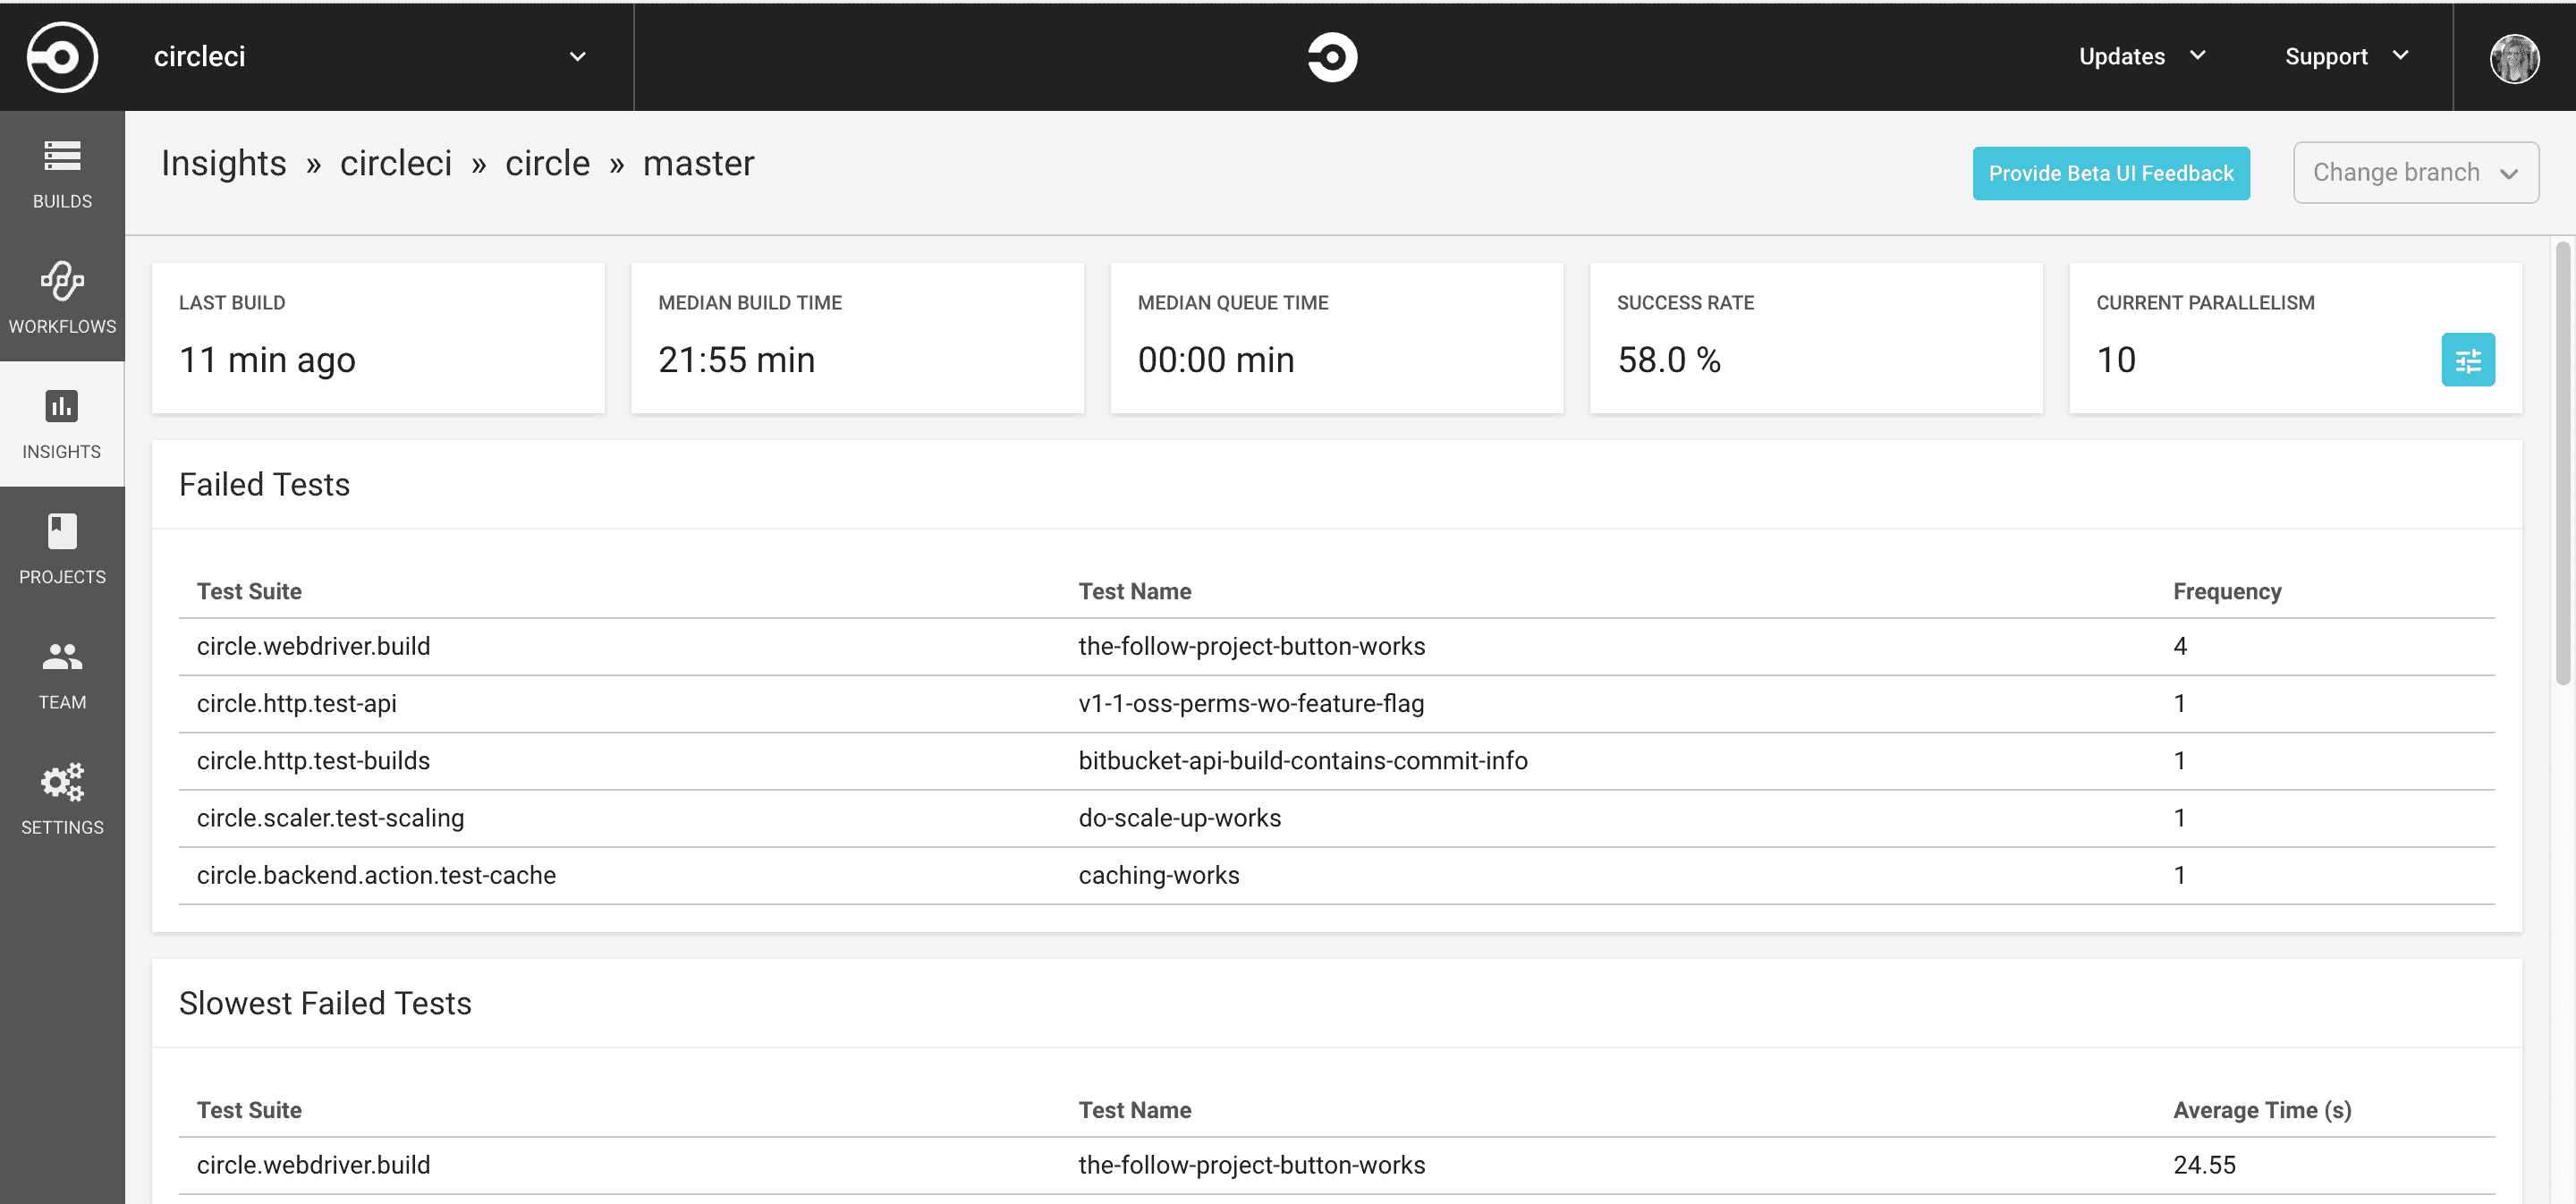 circleci
Updates
Support
BUILDS
WORKFLOWS
INSIGHTS
PROJECTS
TEAM
SETTINGS
Insights » circleci » circle » master
Provide Beta UI Feedback
Change branch
LAST BUILD
11 min ago
MEDIAN BUILD TIME
21:55 min
MEDIAN QUEUE TIME
00:00 min
SUCCESS RATE
58.0 %
CURRENT PARALLELISM
10
Failed Tests
Test Suite Test Name Frequency
circle.webdriver.build the-follow-project-button-works 4
circle.http.test-api v1-1-oss-perms-wo-feature-flag 1
circle.http.test-builds bitbucket-api-build-contains-commit-info 1
circle.scaler.test-scaling do-scale-up-works 1
circle.backend.action.test-cache caching-works 1
Slowest Failed Tests
Test Suite Test Name Average Time (s)
circle.webdriver.build the-follow-project-button-works 24.55